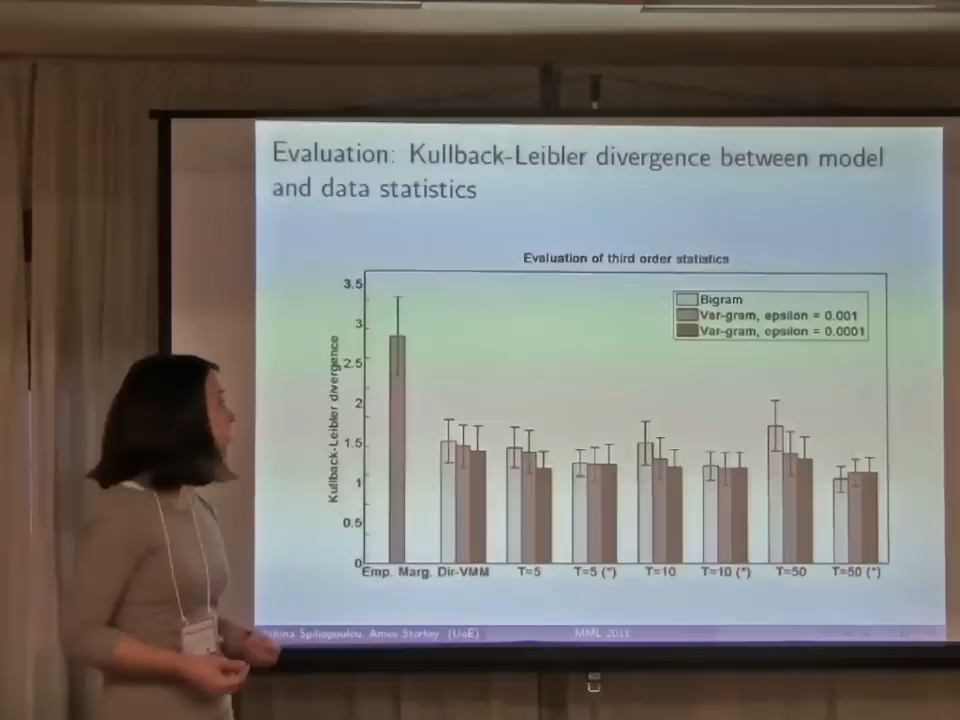 Evaluation: Kullback-Leibler divergence between model
and data statistics
Evaluation of third order statistics
Bigram
Var-gram, epsilon = 0.001
Var-gram, epsilon = 0.0001
Kullback-Leibler divergence
3.5
3
2.5
2
1.5
1
0.5
0
Emp. Marg. Dir-VMM T=5 T=5 (*) T=10 T=10 (*) T=50 T=50 (*)
Spiliopoulou, Amos Storkey (UoE) MML 2011